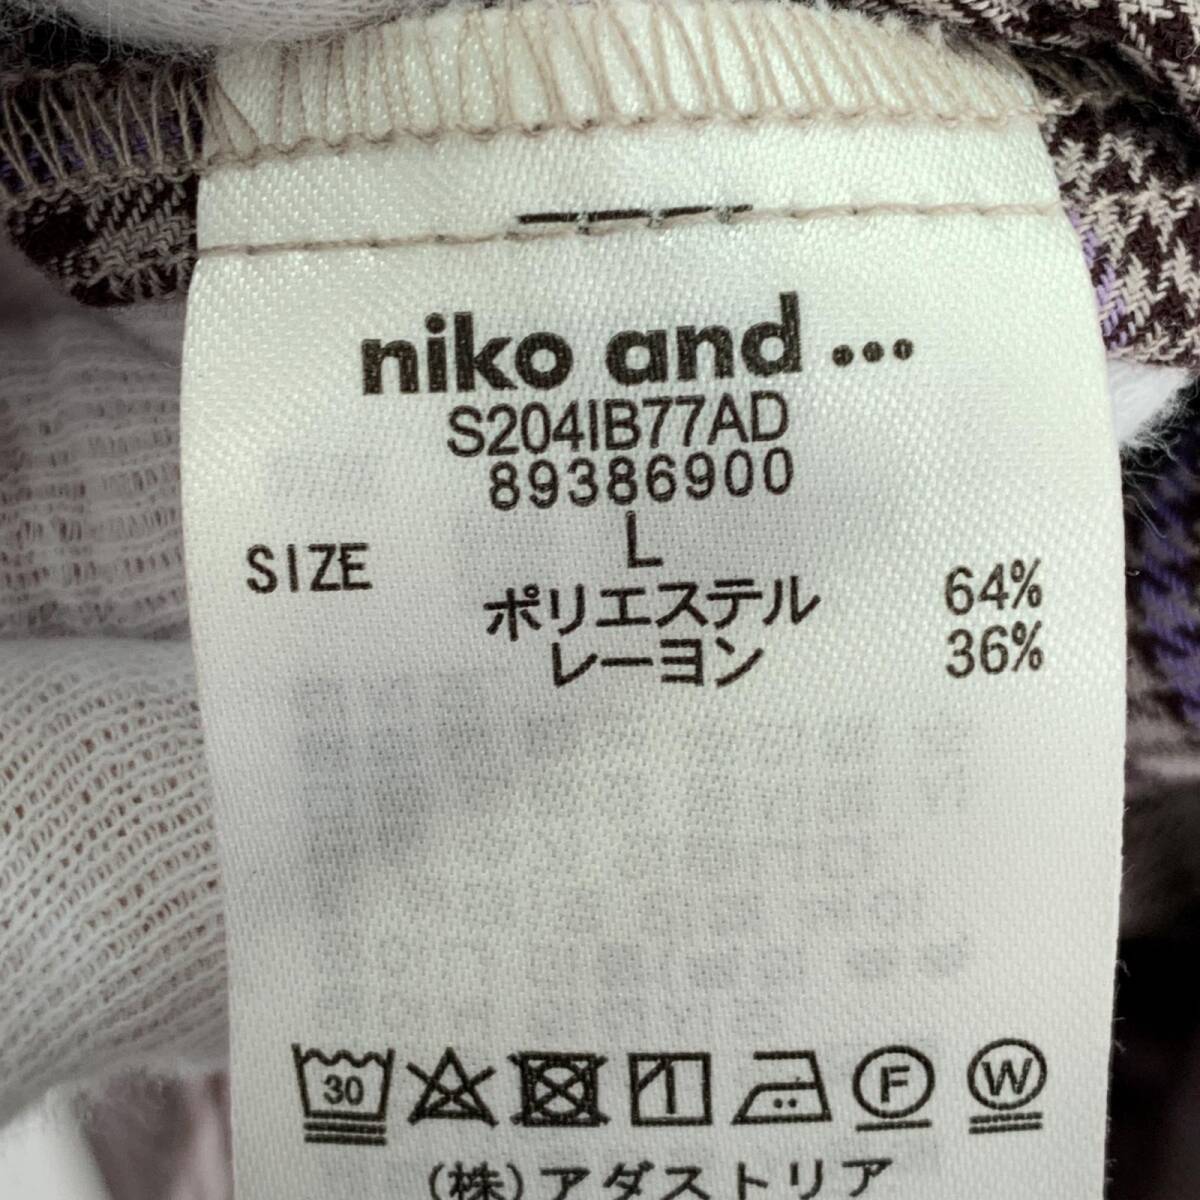 niko and ...
S204IB77AD
89386900
SIZE L
ポリエステル 64%
レーヨン 36%
30
F W
(株)アダストリア